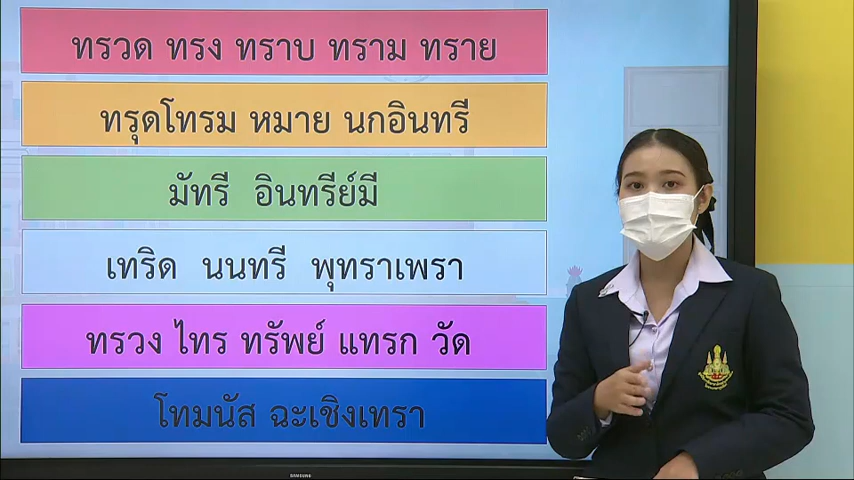 ทรวด ทรง ทราบ ทราม ทราย
ทรุดโทรม หมาย นกอินทรี
มัทรี อินทรีย์มี
เทริด นนทรี พุทราเพรา
ทรวง ไทร ทรัพย์ แทรก วัด
โทมนัส ฉะเชิงเทรา
SAMSUNG